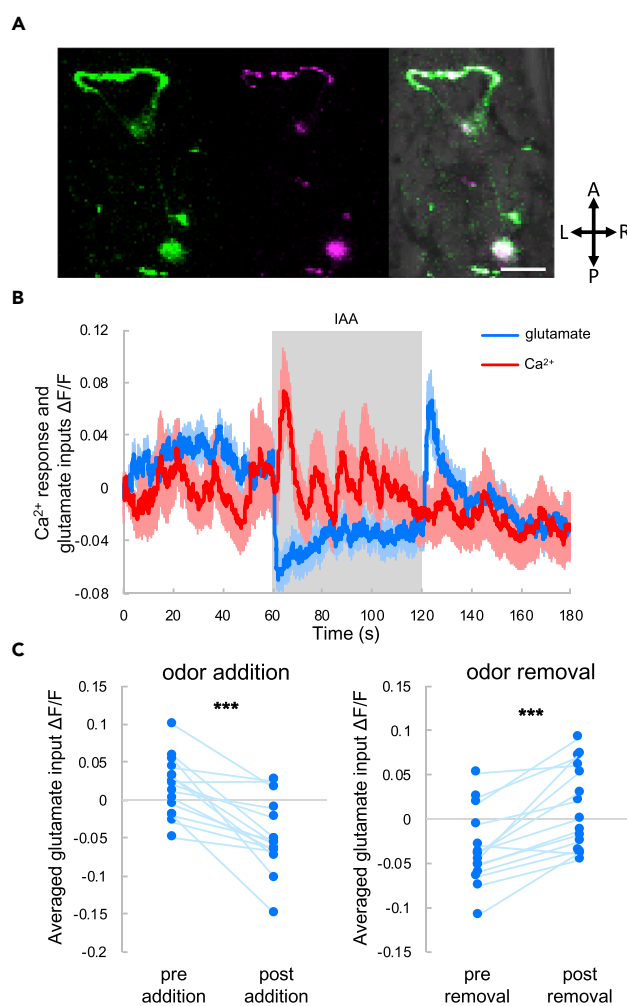 A
A
L R
P
B
IAA
glutamate
Ca²⁺
Ca²⁺ response and
glutamate inputs ΔF/F
0.12
0.08
0.04
0
-0.04
-0.08
0 20 40 60 80 100 120 140 160 180
Time (s)
C
odor addition
***
Averaged glutamate input ΔF/F
0.15
0.1
0.05
0
-0.05
-0.1
-0.15
-0.2
pre
addition
post
addition
odor removal
***
Averaged glutamate input ΔF/F
0.15
0.1
0.05
0
-0.05
-0.1
-0.15
pre
removal
post
removal